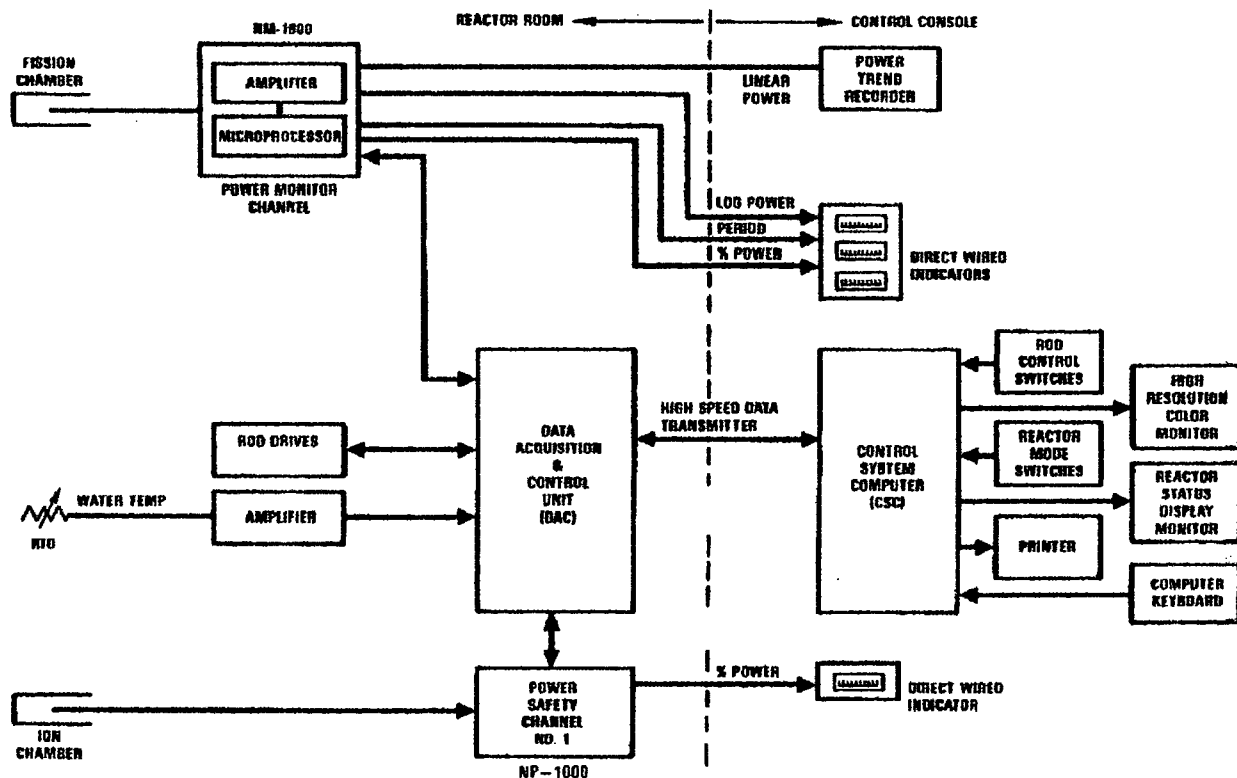 REACTOR ROOM
CONTROL CONSOLE
NM-1000
FISSION
CHAMBER
AMPLIFIER
MICROPROCESSOR
POWER MONITOR
CHANNEL
LINEAR
POWER
POWER
TREND
RECORDER
LOG POWER
PERIOD
% POWER
DIRECT WIRED
INDICATORS
ROD DRIVES
WATER TEMP
RTD
AMPLIFIER
DATA
ACQUISITION
&
CONTROL
UNIT
(DAC)
HIGH SPEED DATA
TRANSMITTER
CONTROL
SYSTEM
COMPUTER
(CSC)
ROD
CONTROL
SWITCHES
HIGH
RESOLUTION
COLOR
MONITOR
REACTOR
MODE
SWITCHES
REACTOR
STATUS
DISPLAY
MONITOR
PRINTER
COMPUTER
KEYBOARD
ION
CHAMBER
POWER
SAFETY
CHANNEL
NO. 1
NP-1000
% POWER
DIRECT WIRED
INDICATOR